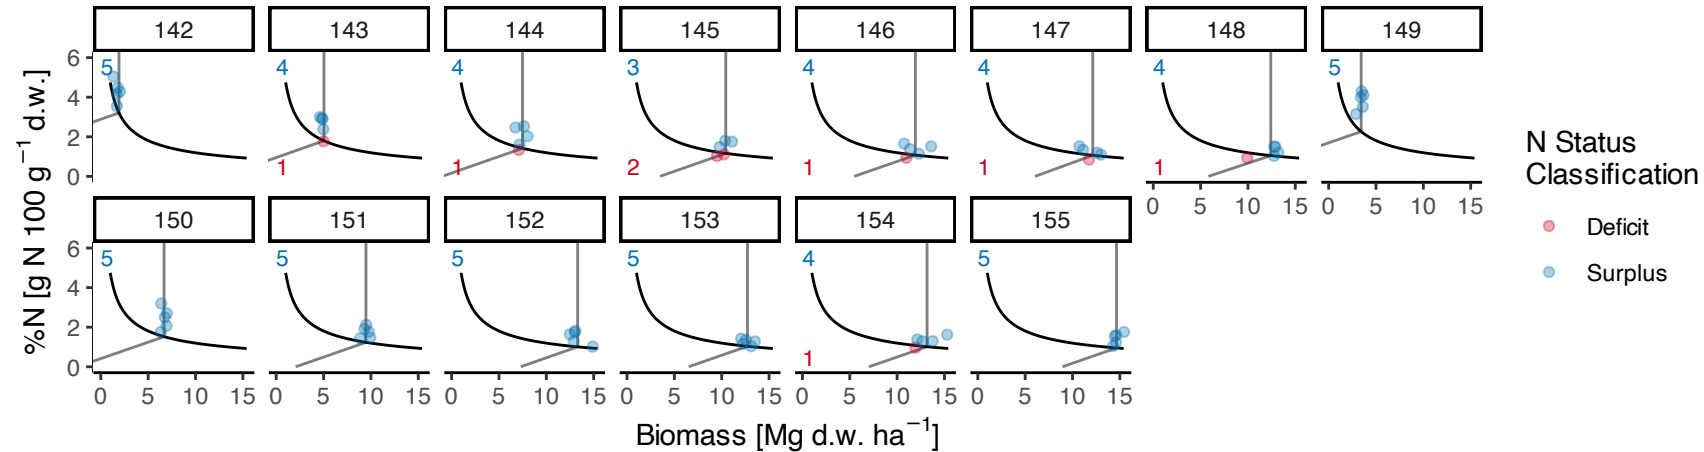 142 143 144 145 146 147 148 149
6 5 4 4 3 4 4 4 5
4
2
0 1 1 2 1 1 1
0 5 10 15 0 5 10 15
150 151 152 153 154 155
6 5 5 5 5 4 5
4
2
0 1
0 5 10 15 0 5 10 15 0 5 10 15 0 5 10 15 0 5 10 15 0 5 10 15
%N [g N 100 g⁻¹ d.w.]
Biomass [Mg d.w. ha⁻¹]
N Status
Classification
Deficit
Surplus